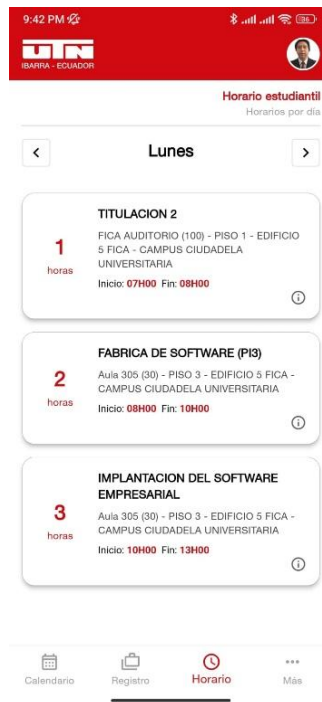 9:42 PM
36
UTN
IBARRA - ECUADOR
Horario estudiantil
Horarios por día
Lunes
TITULACION 2
1
horas
FICA AUDITORIO (100) - PISO 1 - EDIFICIO
5 FICA - CAMPUS CIUDADELA
UNIVERSITARIA
Inicio: 07H00 Fin: 08H00
FABRICA DE SOFTWARE (PI3)
2
horas
Aula 305 (30) - PISO 3 - EDIFICIO 5 FICA -
CAMPUS CIUDADELA UNIVERSITARIA
Inicio: 08H00 Fin: 10H00
IMPLANTACION DEL SOFTWARE
EMPRESARIAL
3
horas
Aula 305 (30) - PISO 3 - EDIFICIO 5 FICA -
CAMPUS CIUDADELA UNIVERSITARIA
Inicio: 10H00 Fin: 13H00
Calendario Registro Horario Más